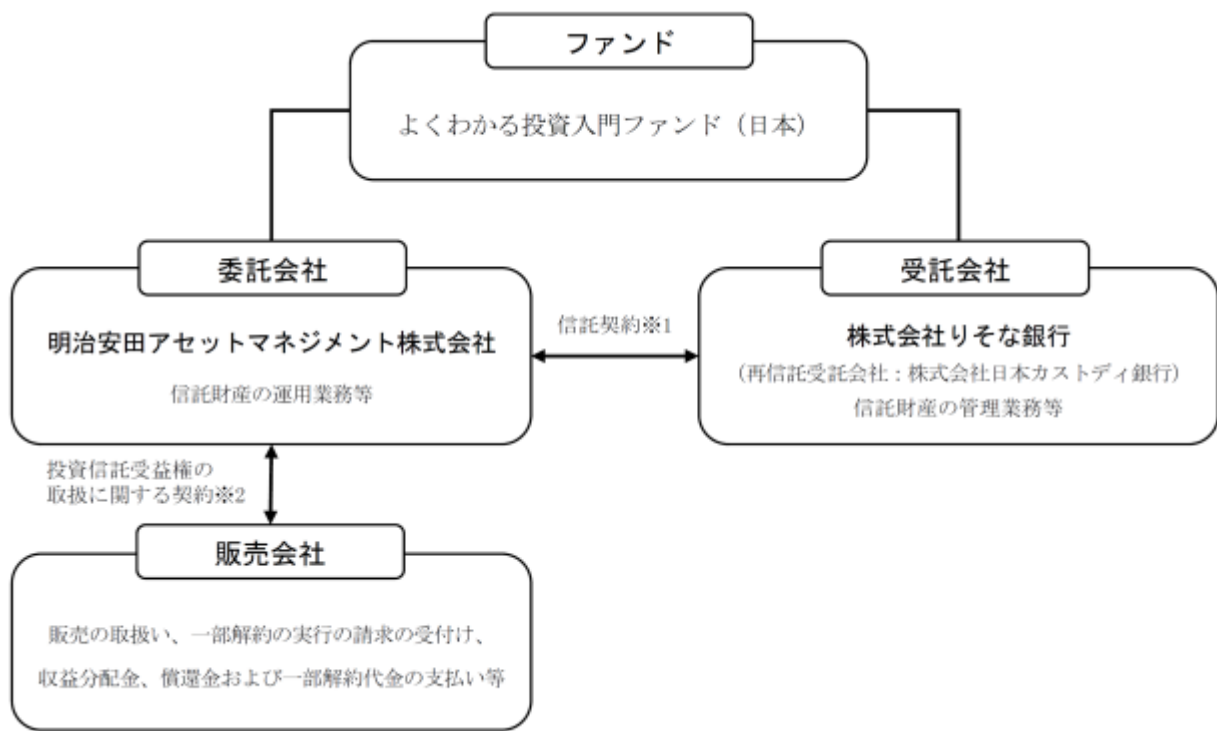 ファンド
よくわかる投資入門ファンド（日本）
委託会社
明治安田アセットマネジメント株式会社
信託財産の運用業務等
信託契約※1
受託会社
株式会社りそな銀行
（再信託受託会社：株式会社日本カストディ銀行）
信託財産の管理業務等
投資信託受益権の
取扱に関する契約※2
販売会社
販売の取扱い、一部解約の実行の請求の受付け、
収益分配金、償還金および一部解約代金の支払い等